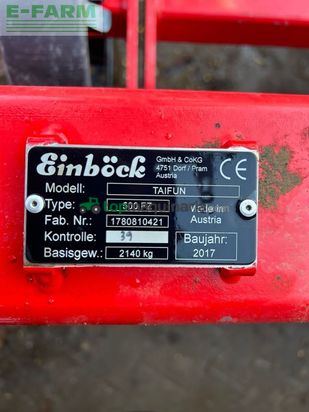 E-FARM
Einböck
GmbH & CoKG
4751 Dorf / Pram
Austria
CE
Modell: TAIFUN
Type: 600 FZ
Fab. Nr.: 1780810421
Made in
Austria
Kontrolle: 39
Baujahr:
Basisgew.: 2140 kg
2017